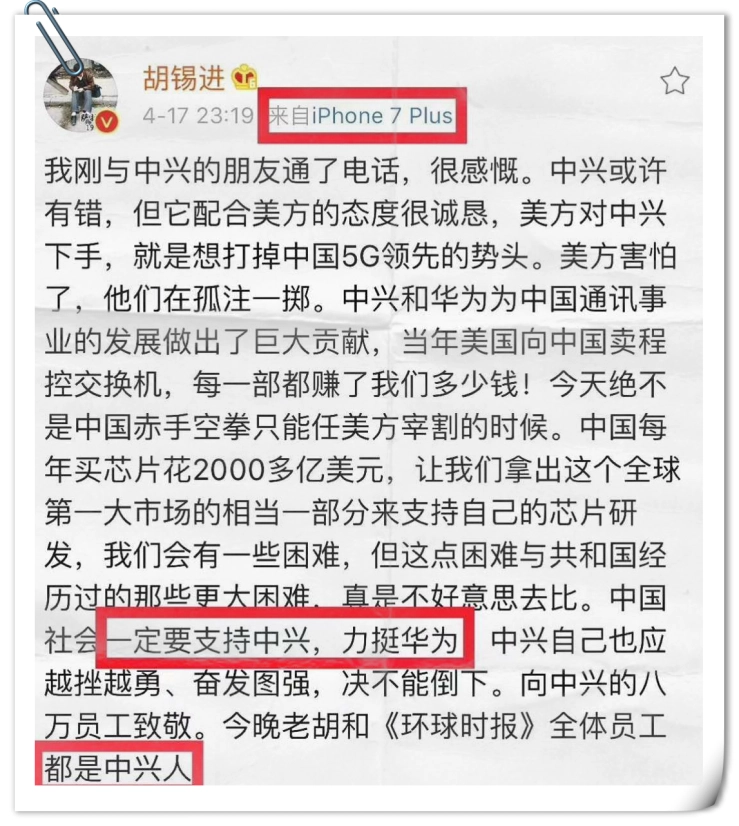 胡锡进
4-17 23:19 来自iPhone 7 Plus
我刚与中兴的朋友通了电话，很感慨。中兴或许
有错，但它配合美方的态度很诚恳，美方对中兴
下手，就是想打掉中国5G领先的势头。美方害怕
了，他们在孤注一掷。中兴和华为为中国通讯事
业的发展做出了巨大贡献，当年美国向中国卖程
控交换机，每一部都赚了我们多少钱！今天绝不
是中国赤手空拳只能任美方宰割的时候。中国每
年买芯片花2000多亿美元，让我们拿出这个全球
第一大市场的相当一部分来支持自己的芯片研
发，我们会有一些困难，但这点困难与共和国经
历过的那些更大困难，真是不好意思去比。中国
社会一定要支持中兴，力挺华为 中兴自己也应
越挫越勇、奋发图强，决不能倒下。向中兴的八
万员工致敬。今晚老胡和《环球时报》全体员工
都是中兴人